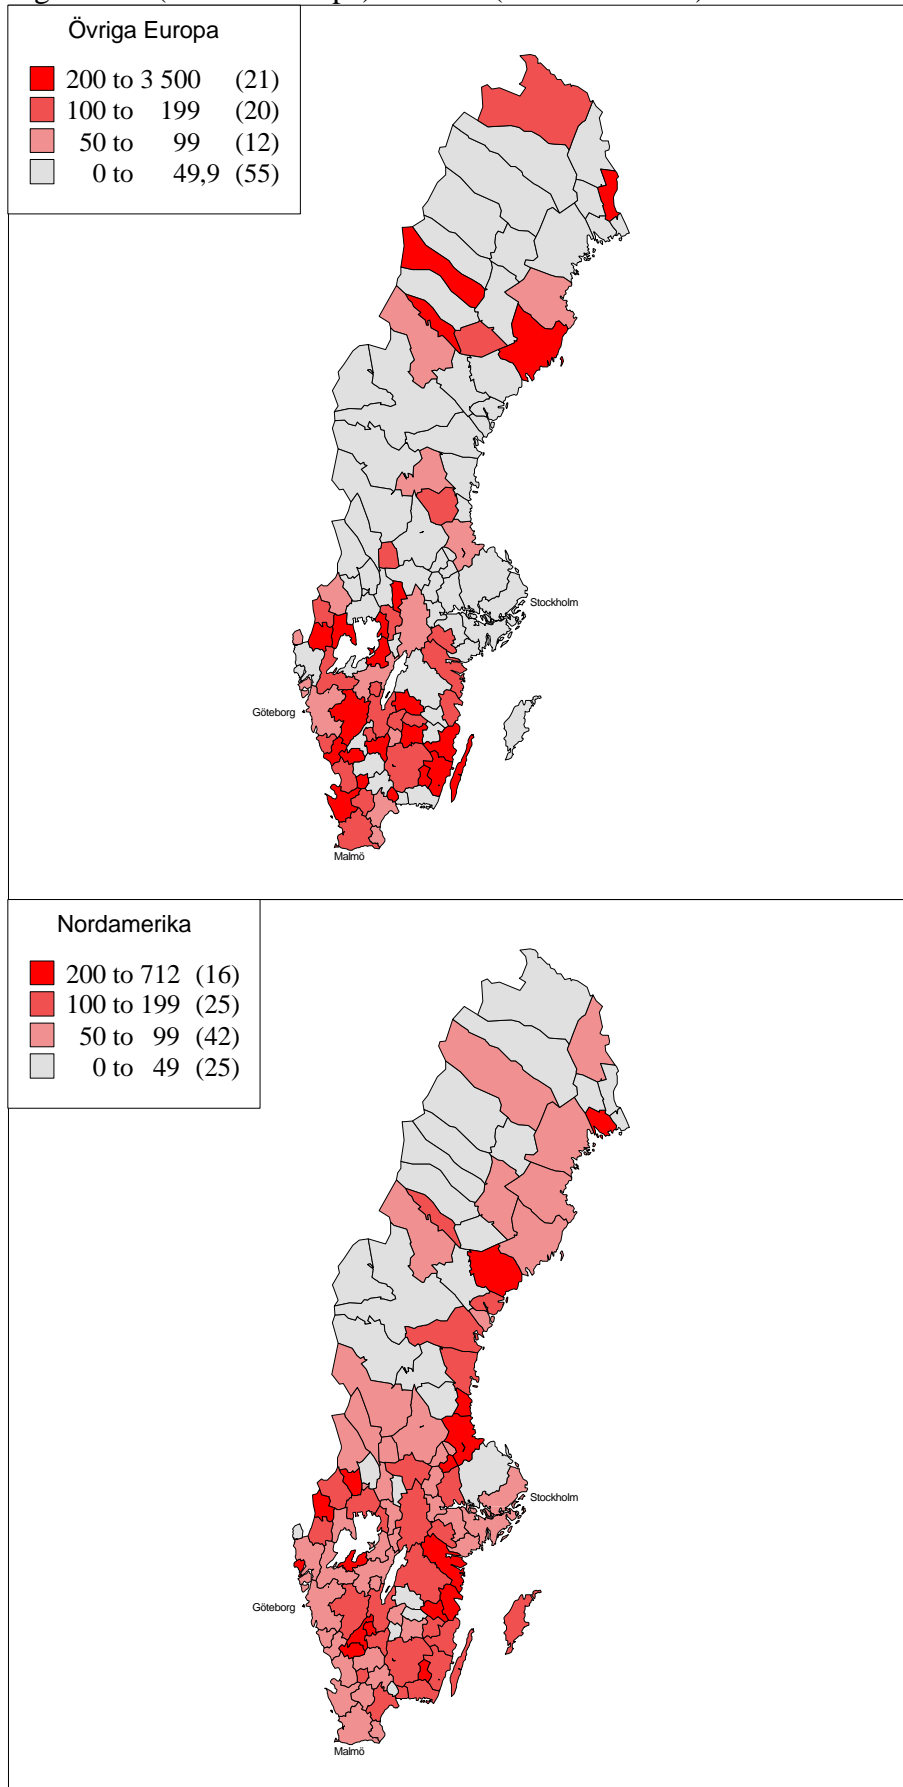 Övriga Europa
200 to 3 500 (21)
100 to 199 (20)
50 to 99 (12)
0 to 49,9 (55)
Stockholm
Göteborg
Malmö
Nordamerika
200 to 712 (16)
100 to 199 (25)
50 to 99 (42)
0 to 49 (25)
Stockholm
Göteborg
Malmö